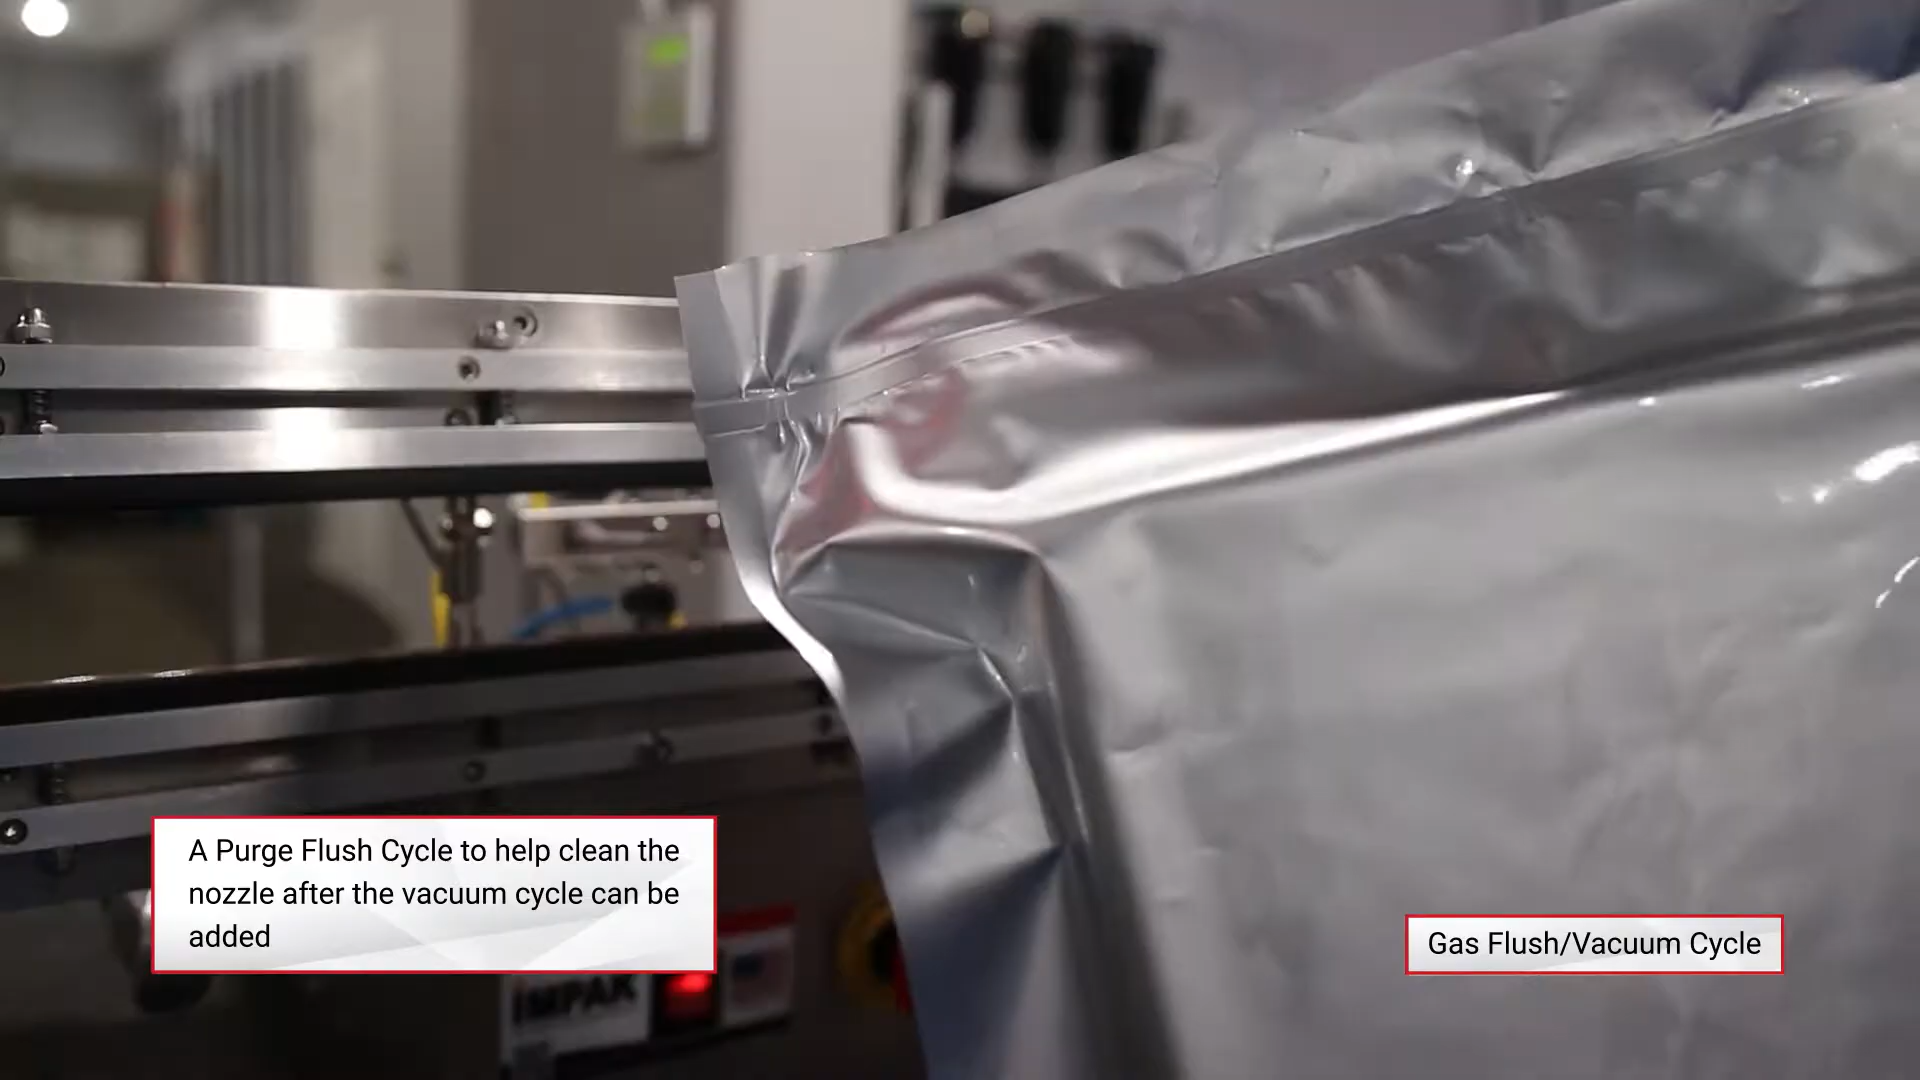 A Purge Flush Cycle to help clean the
nozzle after the vacuum cycle can be
added
Gas Flush/Vacuum Cycle
IMPAK